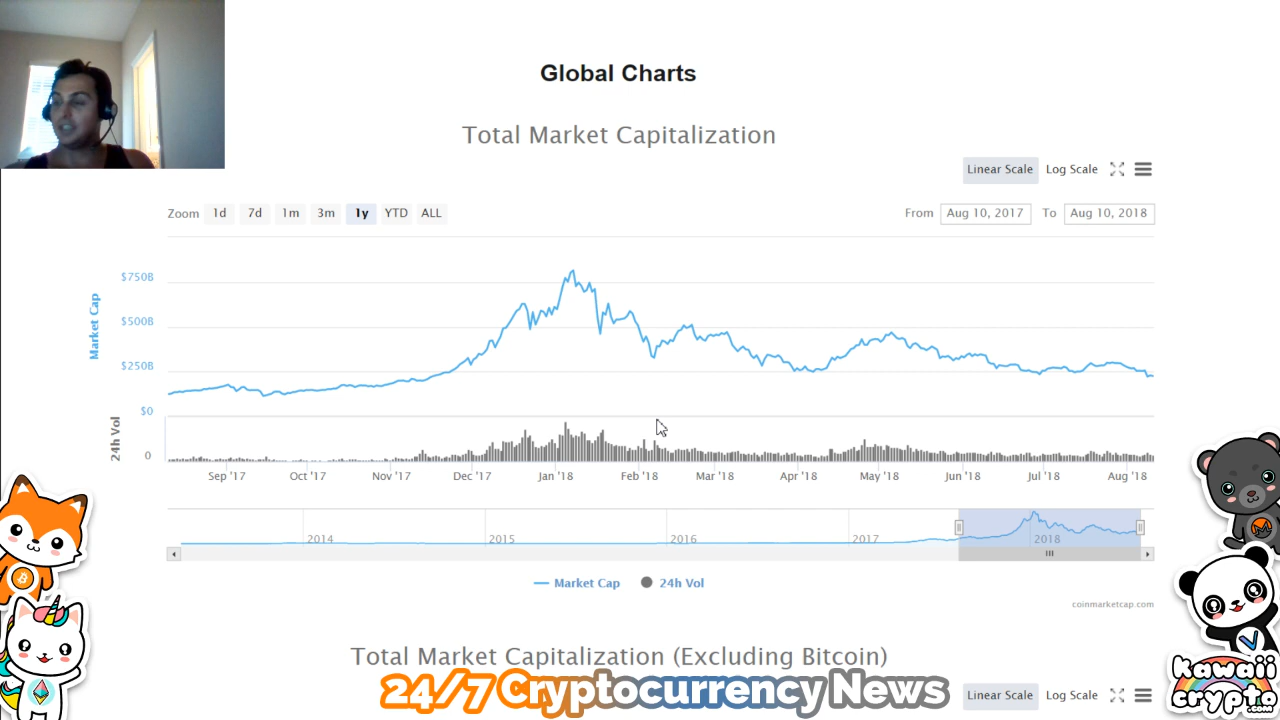 Global Charts
Total Market Capitalization
Linear Scale Log Scale
Zoom 1d 7d 1m 3m 1y YTD ALL From Aug 10, 2017 To Aug 10, 2018
$750B
$500B
$250B
$0
Market Cap
24h Vol
0
Sep '17 Oct '17 Nov '17 Dec '17 Jan '18 Feb '18 Mar '18 Apr '18 May '18 Jun '18 Jul '18 Aug '18
2014 2015 2016 2017 2018
Market Cap 24h Vol
coinmarketcap.com
Total Market Capitalization (Excluding Bitcoin)
24/7 Cryptocurrency News
Linear Scale Log Scale
kawaii
crypto
.com